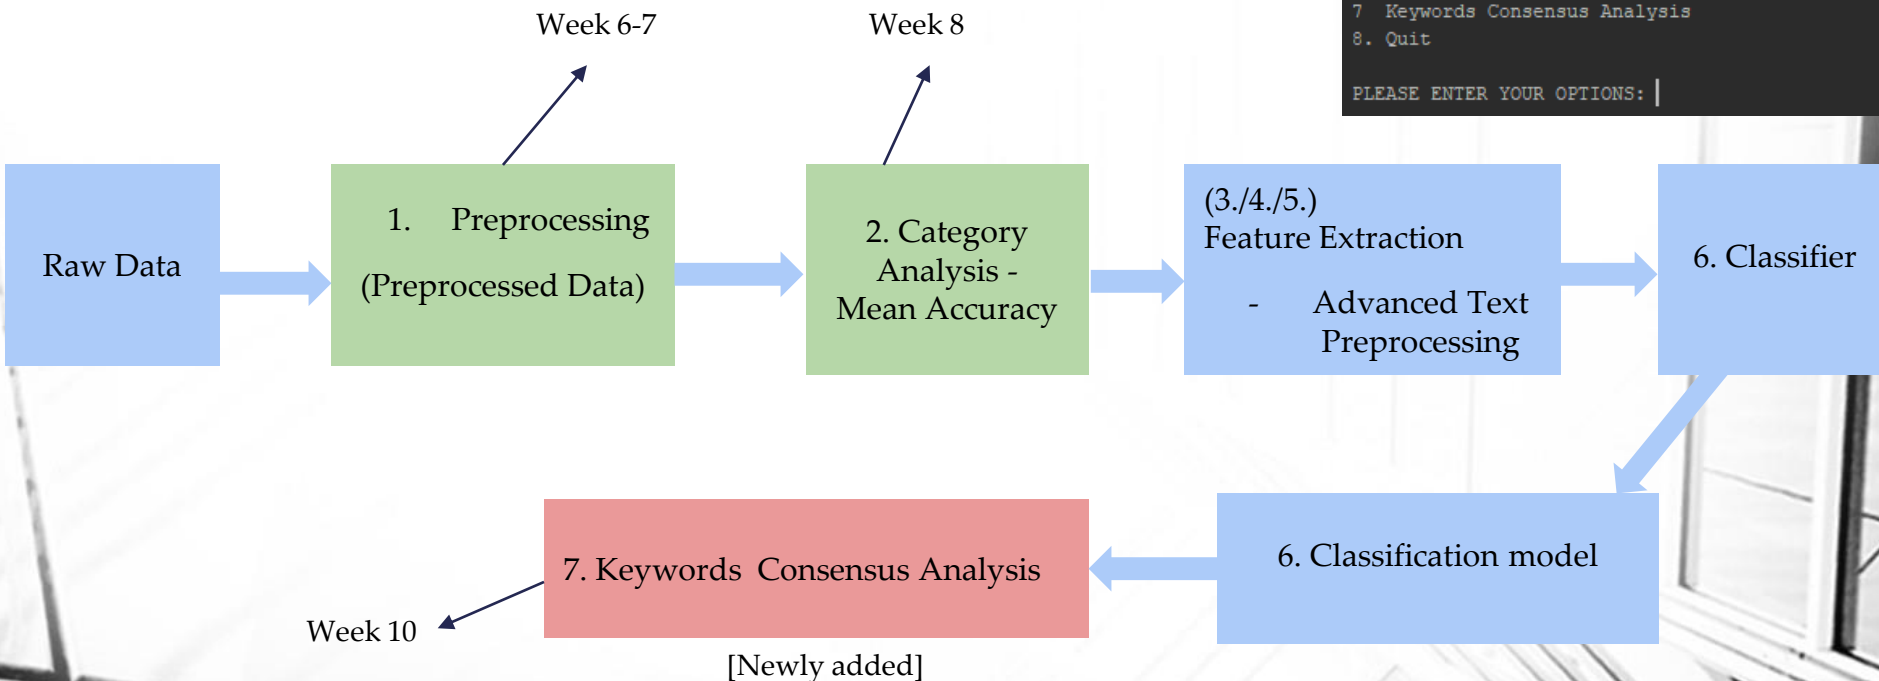 Week 6-7
Week 8
7  Keywords Consensus Analysis
8. Quit
PLEASE ENTER YOUR OPTIONS:
Raw Data
1. Preprocessing
(Preprocessed Data)
2. Category
Analysis -
Mean Accuracy
(3./4./5.)
Feature Extraction
- Advanced Text
Preprocessing
6. Classifier
6. Classification model
7. Keywords  Consensus Analysis
Week 10
[Newly added]